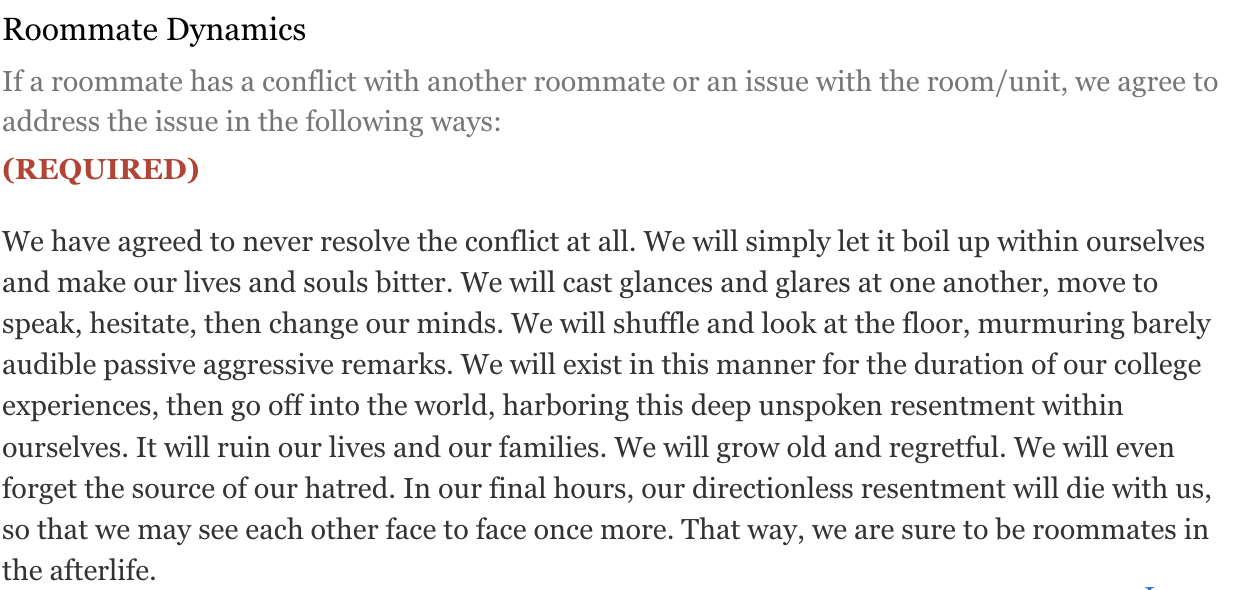 Roommate Dynamics
If a roommate has a conflict with another roommate or an issue with the room/unit, we agree to
address the issue in the following ways:
(REQUIRED)
We have agreed to never resolve the conflict at all. We will simply let it boil up within ourselves
and make our lives and souls bitter. We will cast glances and glares at one another, move to
speak, hesitate, then change our minds. We will shuffle and look at the floor, murmuring barely
audible passive aggressive remarks. We will exist in this manner for the duration of our college
experiences, then go off into the world, harboring this deep unspoken resentment within
ourselves. It will ruin our lives and our families. We will grow old and regretful. We will even
forget the source of our hatred. In our final hours, our directionless resentment will die with us,
so that we may see each other face to face once more. That way, we are sure to be roommates in
the afterlife.